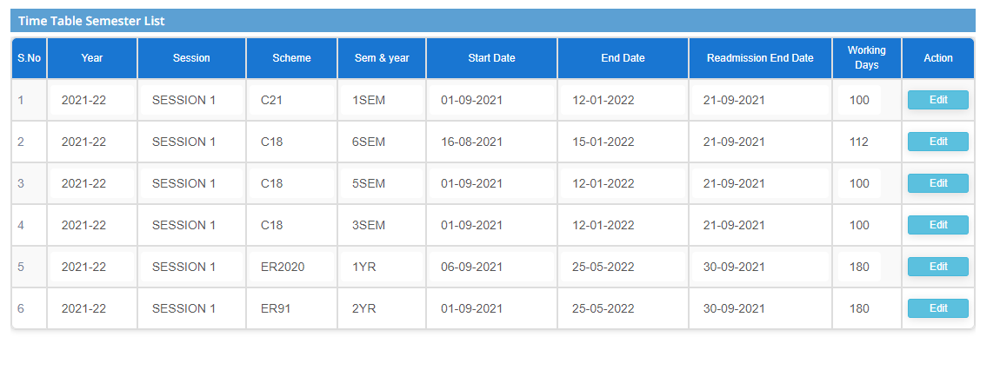 Time Table Semester List
S.No Year Session Scheme Sem & year Start Date End Date Readmission End Date Working Days Action
1 2021-22 SESSION 1 C21 1SEM 01-09-2021 12-01-2022 21-09-2021 100 Edit
2 2021-22 SESSION 1 C18 6SEM 16-08-2021 15-01-2022 21-09-2021 112 Edit
3 2021-22 SESSION 1 C18 5SEM 01-09-2021 12-01-2022 21-09-2021 100 Edit
4 2021-22 SESSION 1 C18 3SEM 01-09-2021 12-01-2022 21-09-2021 100 Edit
5 2021-22 SESSION 1 ER2020 1YR 06-09-2021 25-05-2022 30-09-2021 180 Edit
6 2021-22 SESSION 1 ER91 2YR 01-09-2021 25-05-2022 30-09-2021 180 Edit